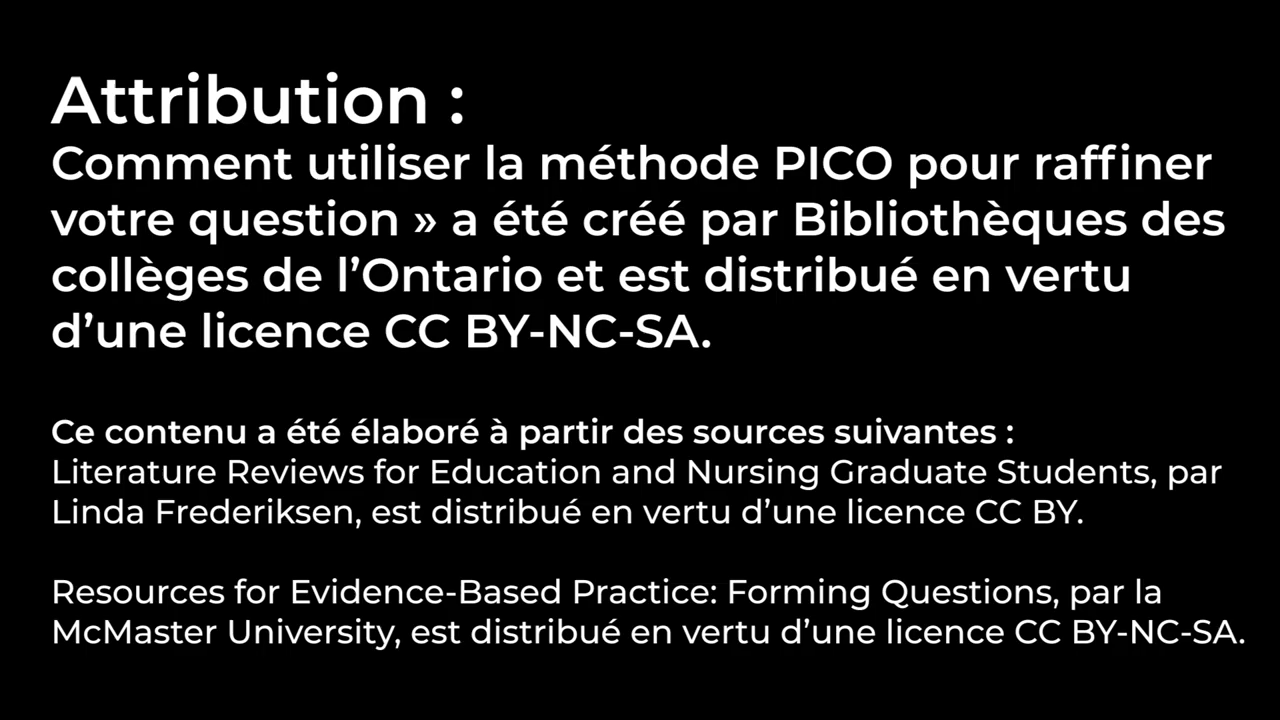 Attribution :
Comment utiliser la méthode PICO pour raffiner
votre question » a été créé par Bibliothèques des
collèges de l’Ontario et est distribué en vertu
d’une licence CC BY-NC-SA.
Ce contenu a été élaboré à partir des sources suivantes :
Literature Reviews for Education and Nursing Graduate Students, par
Linda Frederiksen, est distribué en vertu d’une licence CC BY.
Resources for Evidence-Based Practice: Forming Questions, par la
McMaster University, est distribué en vertu d’une licence CC BY-NC-SA.